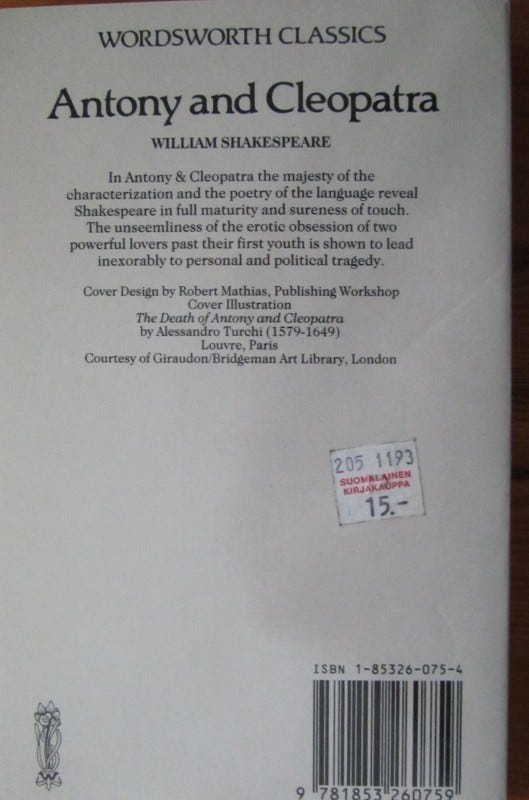 WORDSWORTH CLASSICS
Antony and Cleopatra
WILLIAM SHAKESPEARE
In Antony & Cleopatra the majesty of the
characterization and the poetry of the language reveal
Shakespeare in full maturity and sureness of touch.
The unseemliness of the erotic obsession of two
powerful lovers past their first youth is shown to lead
inexorably to personal and political tragedy.
Cover Design by Robert Mathias, Publishing Workshop
Cover Illustration
The Death of Antony and Cleopatra
by Alessandro Turchi (1579-1649)
Louvre, Paris
Courtesy of Giraudon/Bridgeman Art Library, London
205 1193
SUOMALAINEN
KIRJAKAUPPA
15.-
ISBN 1-85326-075-4
9 781853 260759
W